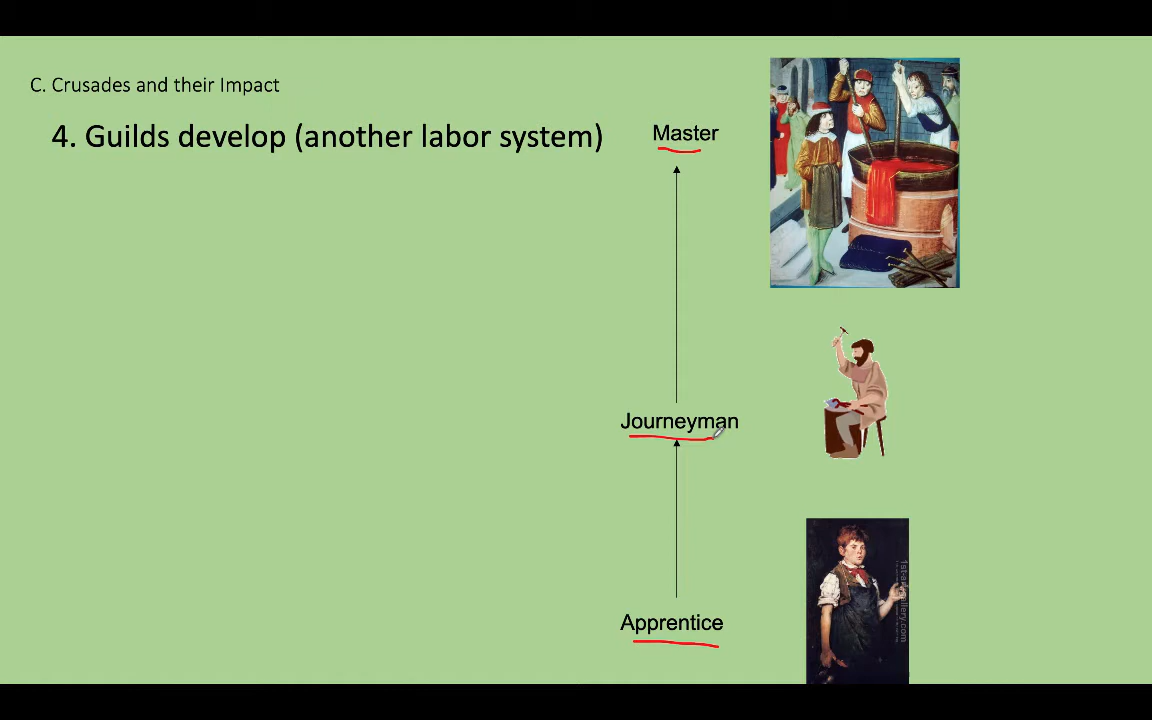 C. Crusades and their Impact
4. Guilds develop (another labor system)
Master
Journeyman
Apprentice